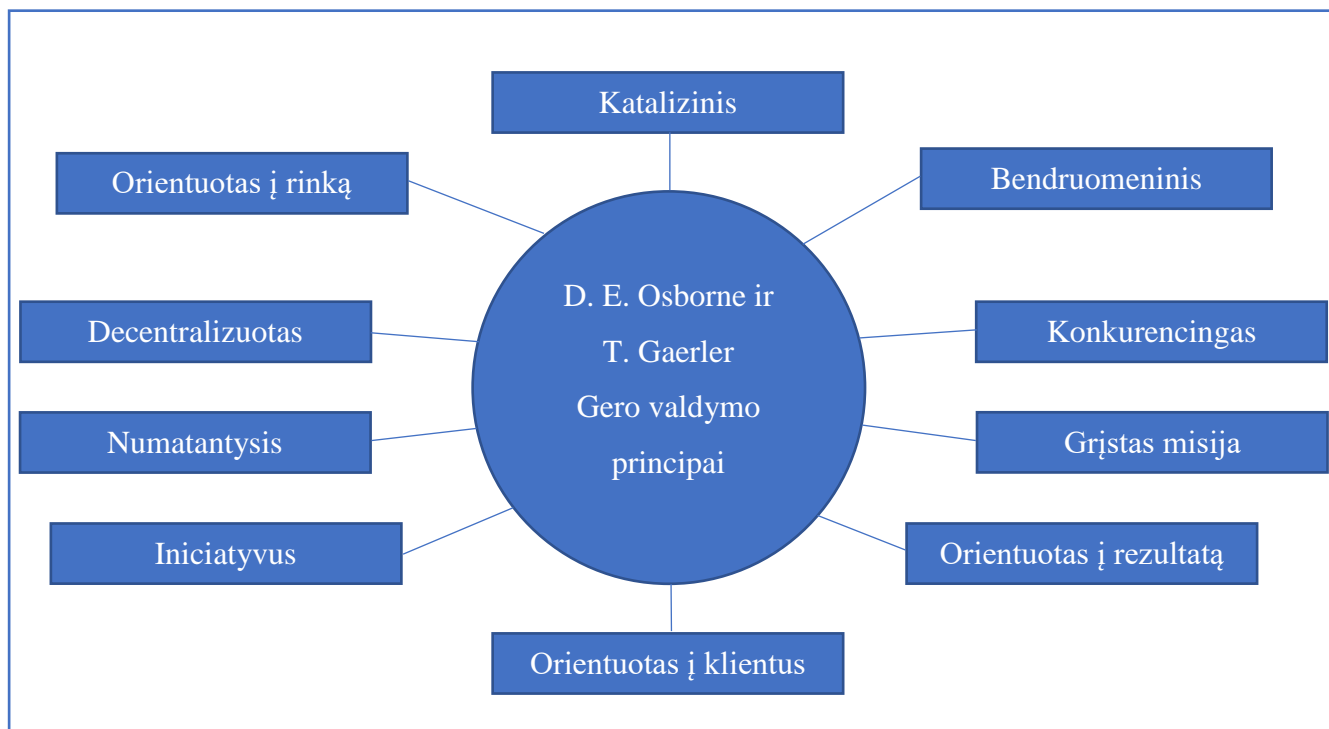 Katalizinis
Orientuotas į rinką
Bendruomeninis
D. E. Osborne ir
T. Gaerler
Gero valdymo
principai
Decentralizuotas
Konkurencingas
Numatantysis
Grįstas misija
Iniciatyvus
Orientuotas į rezultatą
Orientuotas į klientus